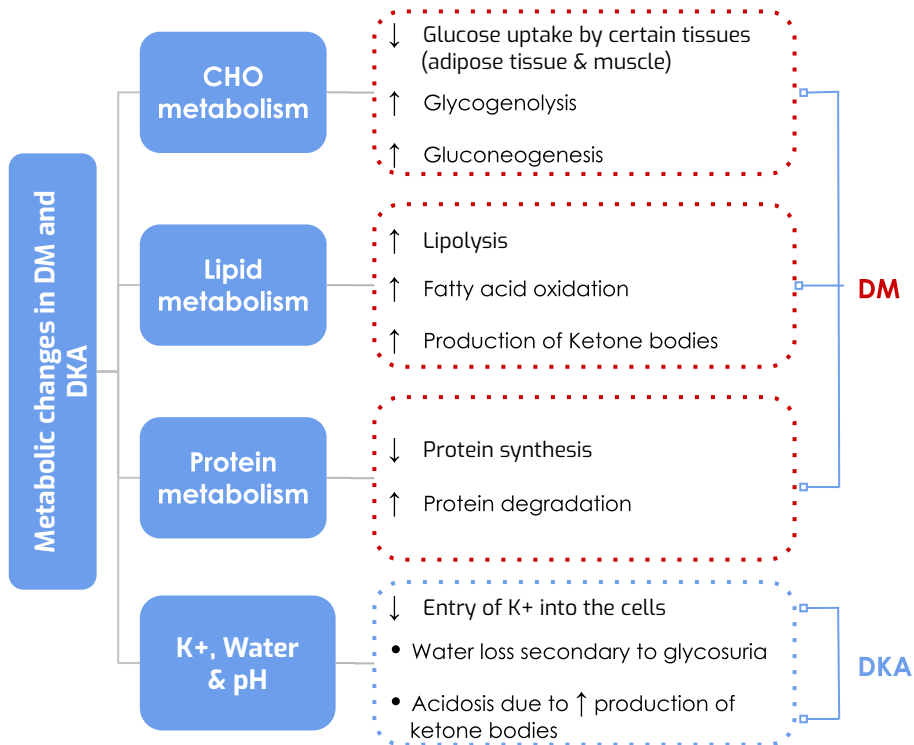 Metabolic changes in DM and
DKA
CHO
metabolism
↓ Glucose uptake by certain tissues
(adipose tissue & muscle)
↑ Glycogenolysis
↑ Gluconeogenesis
Lipid
metabolism
↑ Lipolysis
↑ Fatty acid oxidation
↑ Production of Ketone bodies
DM
Protein
metabolism
↓ Protein synthesis
↑ Protein degradation
K+, Water
& pH
↓ Entry of K+ into the cells
• Water loss secondary to glycosuria
• Acidosis due to ↑ production of
ketone bodies
DKA